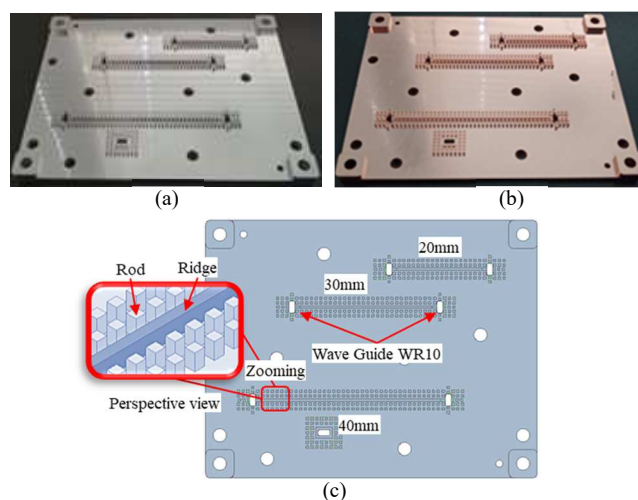 (a)
(b)
20mm
Rod
Ridge
30mm
Wave Guide WR10
Zooming
Perspective view
40mm
(c)